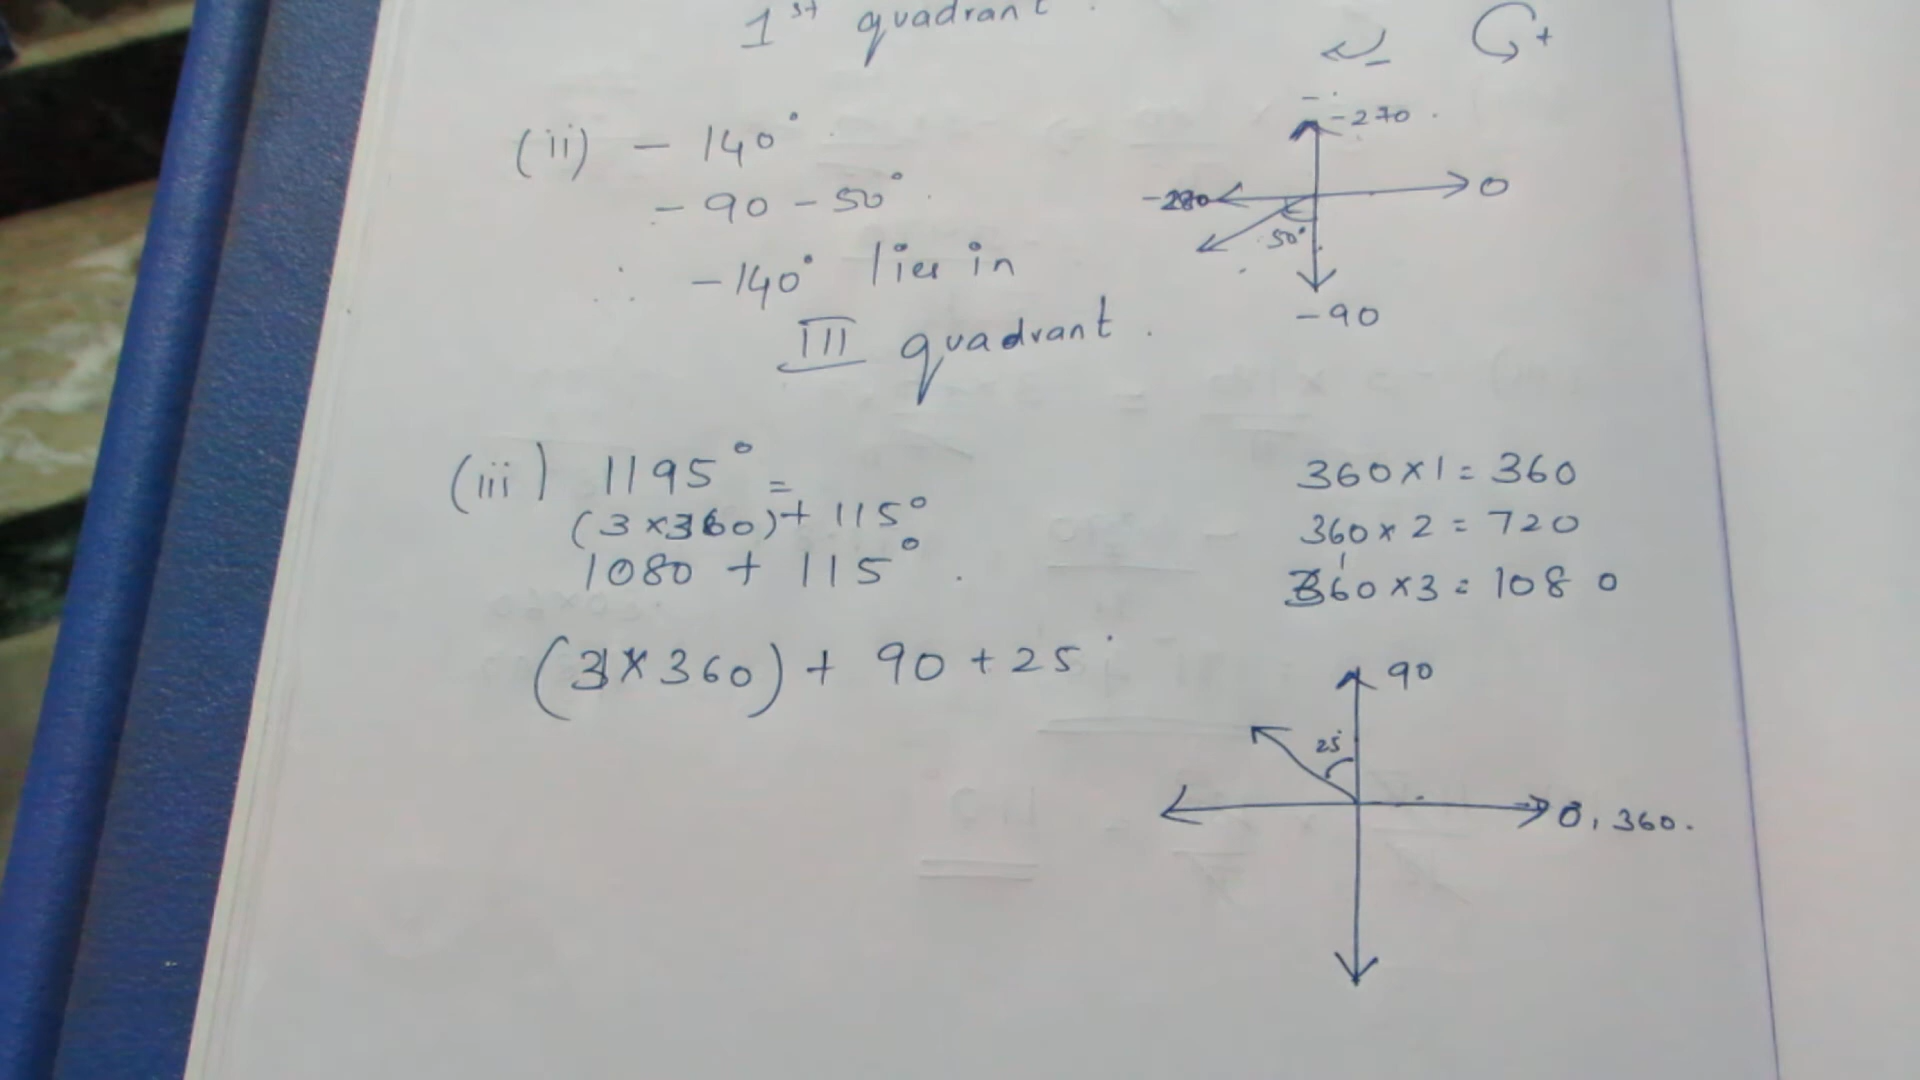 1st quadrant.
- +
(ii) - 140°
- 90 - 50°
∴ -140° lies in
III quadrant.
-270
0
50°
-90
(iii) 1195° =
(3 × 360) + 115°
1080 + 115°.
(3 × 360) + 90 + 25°
360 × 1 = 360
360 × 2 = 720
360 × 3 = 1080
90
25°
0, 360.